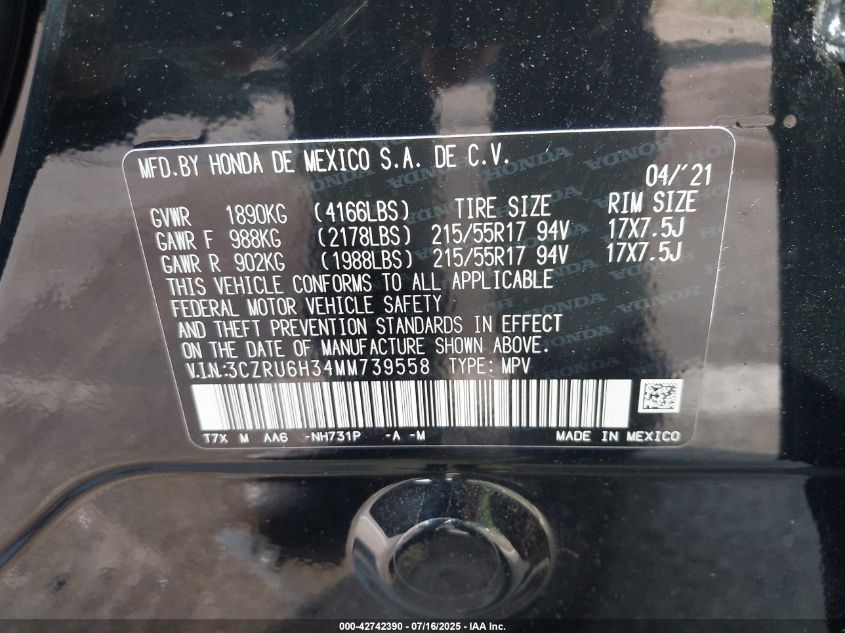 MFD.BY HONDA DE MEXICO S.A. DE C.V.
04/'21
GVWR 1890KG (4166LBS) TIRE SIZE RIM SIZE
GAWR F 988KG (2178LBS) 215/55R17 94V 17X7.5J
GAWR R 902KG (1988LBS) 215/55R17 94V 17X7.5J
THIS VEHICLE CONFORMS TO ALL APPLICABLE
FEDERAL MOTOR VEHICLE SAFETY
AND THEFT PREVENTION STANDARDS IN EFFECT
ON THE DATE OF MANUFACTURE SHOWN ABOVE.
V.IN.:3CZRU6H34MM739558 TYPE: MPV
T7X M AA6 -NH731P -A -M MADE IN MEXICO
000-42742390 - 07/16/2025 - IAA Inc.